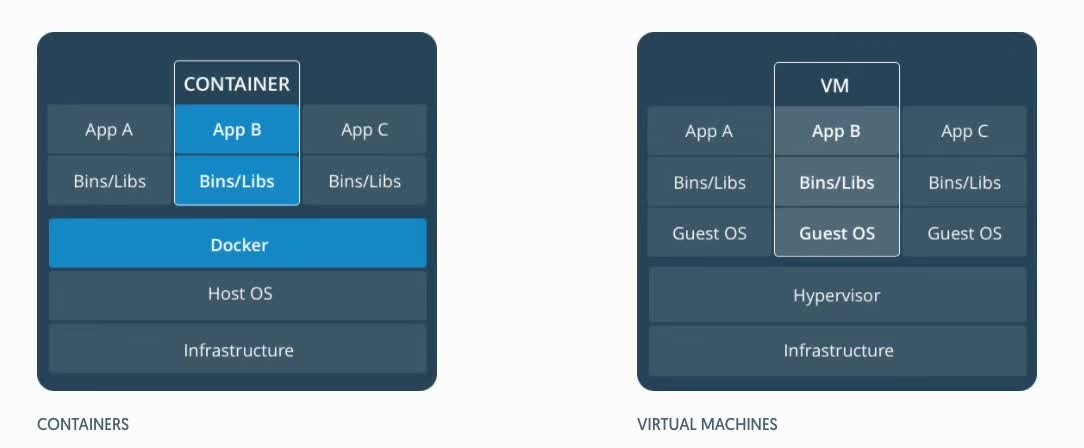 CONTAINER
App A
App B
App C
Bins/Libs
Bins/Libs
Bins/Libs
Docker
Host OS
Infrastructure
CONTAINERS
VM
App A
App B
App C
Bins/Libs
Bins/Libs
Bins/Libs
Guest OS
Guest OS
Guest OS
Hypervisor
Infrastructure
VIRTUAL MACHINES